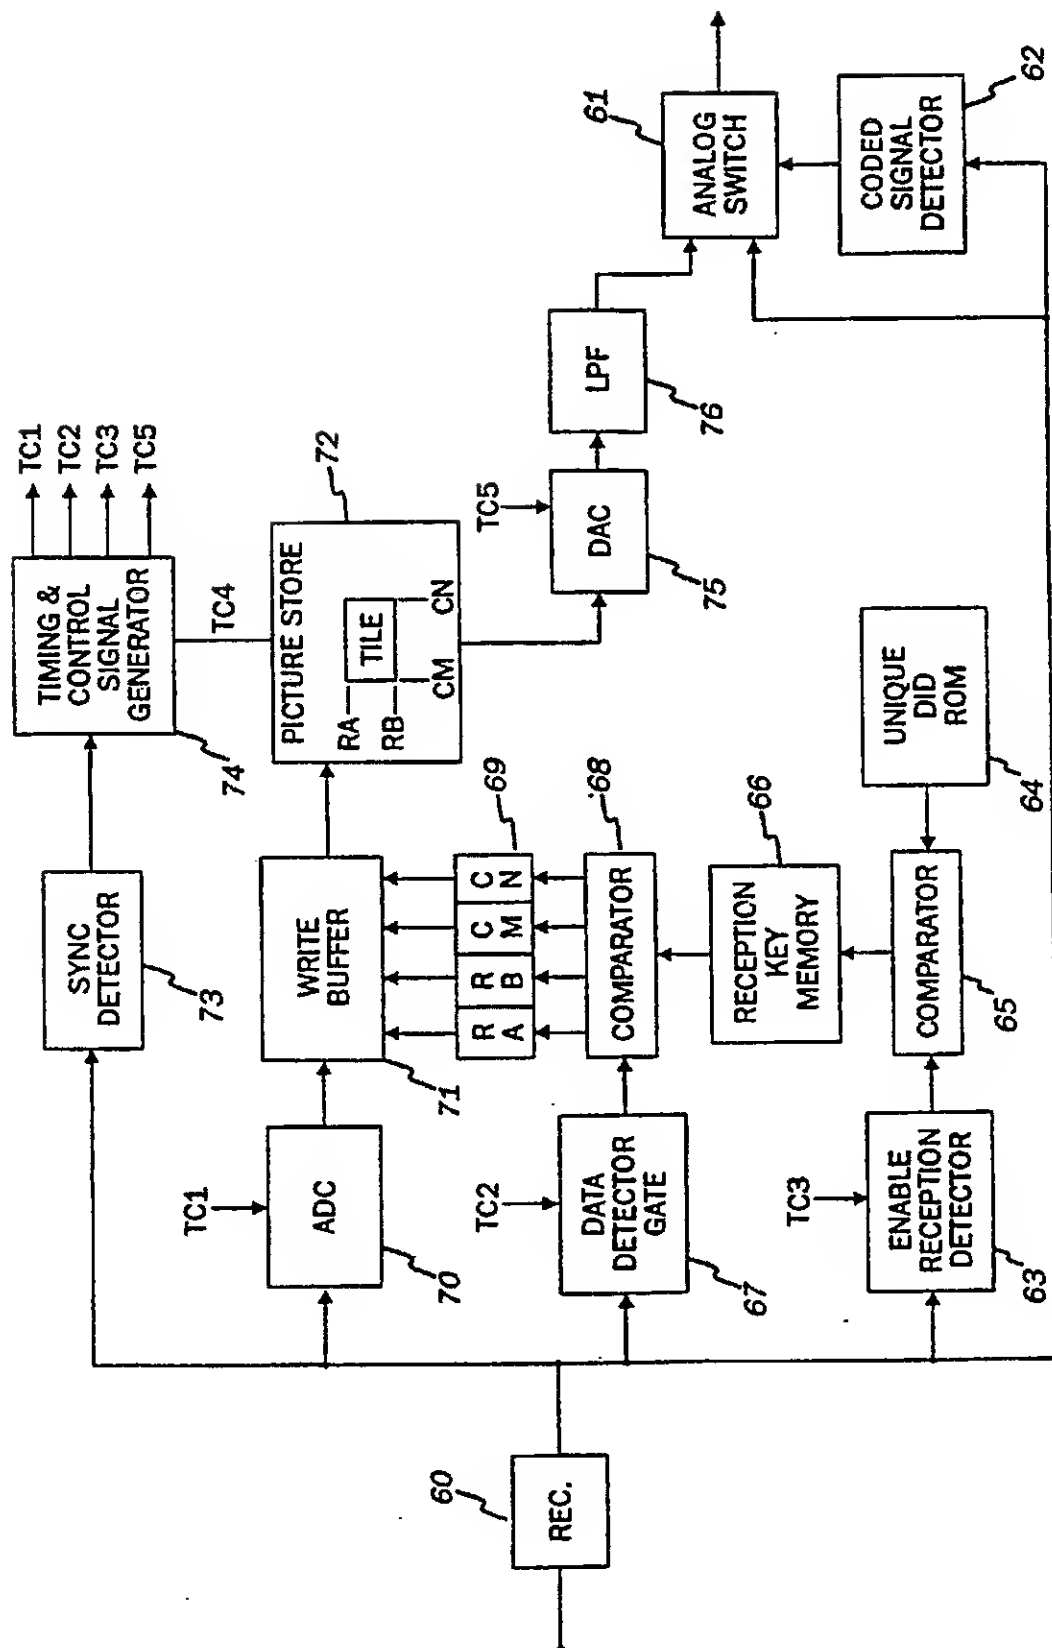 60
REC.
SYNC
DETECTOR
73
TIMING &
CONTROL
SIGNAL
GENERATOR
74
TC1
TC2
TC3
TC5
TC4
TC1
ADC
70
WRITE
BUFFER
71
PICTURE STORE
72
RA
RB
TILE
CM
CN
R
A
R
B
C
M
C
N
69
TC2
DATA
DETECTOR
GATE
67
COMPARATOR
68
TC5
DAC
75
LPF
76
ANALOG
SWITCH
61
RECEPTION
KEY
MEMORY
66
TC3
ENABLE
RECEPTION
DETECTOR
63
COMPARATOR
65
UNIQUE
DID
ROM
64
CODED
SIGNAL
DETECTOR
62